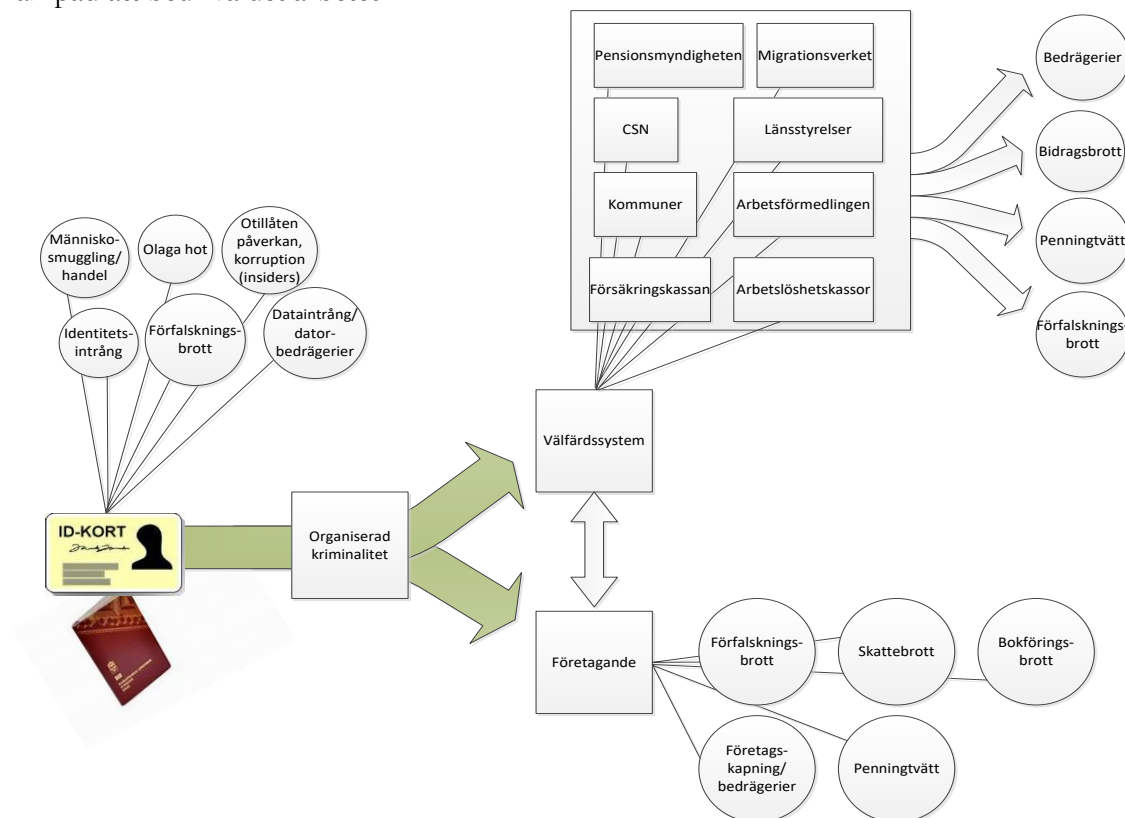 Pensionsmyndigheten
Migrationsverket
CSN
Länsstyrelser
Kommuner
Arbetsförmedlingen
Försäkringskassan
Arbetslöshetskassor
Bedrägerier
Bidragsbrott
Penningtvätt
Förfalsknings-
brott
Människo-
smuggling/
handel
Olaga hot
Otillåten
påverkan,
korruption
(insiders)
Identitets-
intrång
Förfalsknings-
brott
Dataintrång/
dator-
bedrägerier
Välfärdssystem
ID-KORT
Organiserad
kriminalitet
Företagande
Förfalsknings-
brott
Skattebrott
Bokförings-
brott
Företags-
kapning/
bedrägerier
Penningtvätt